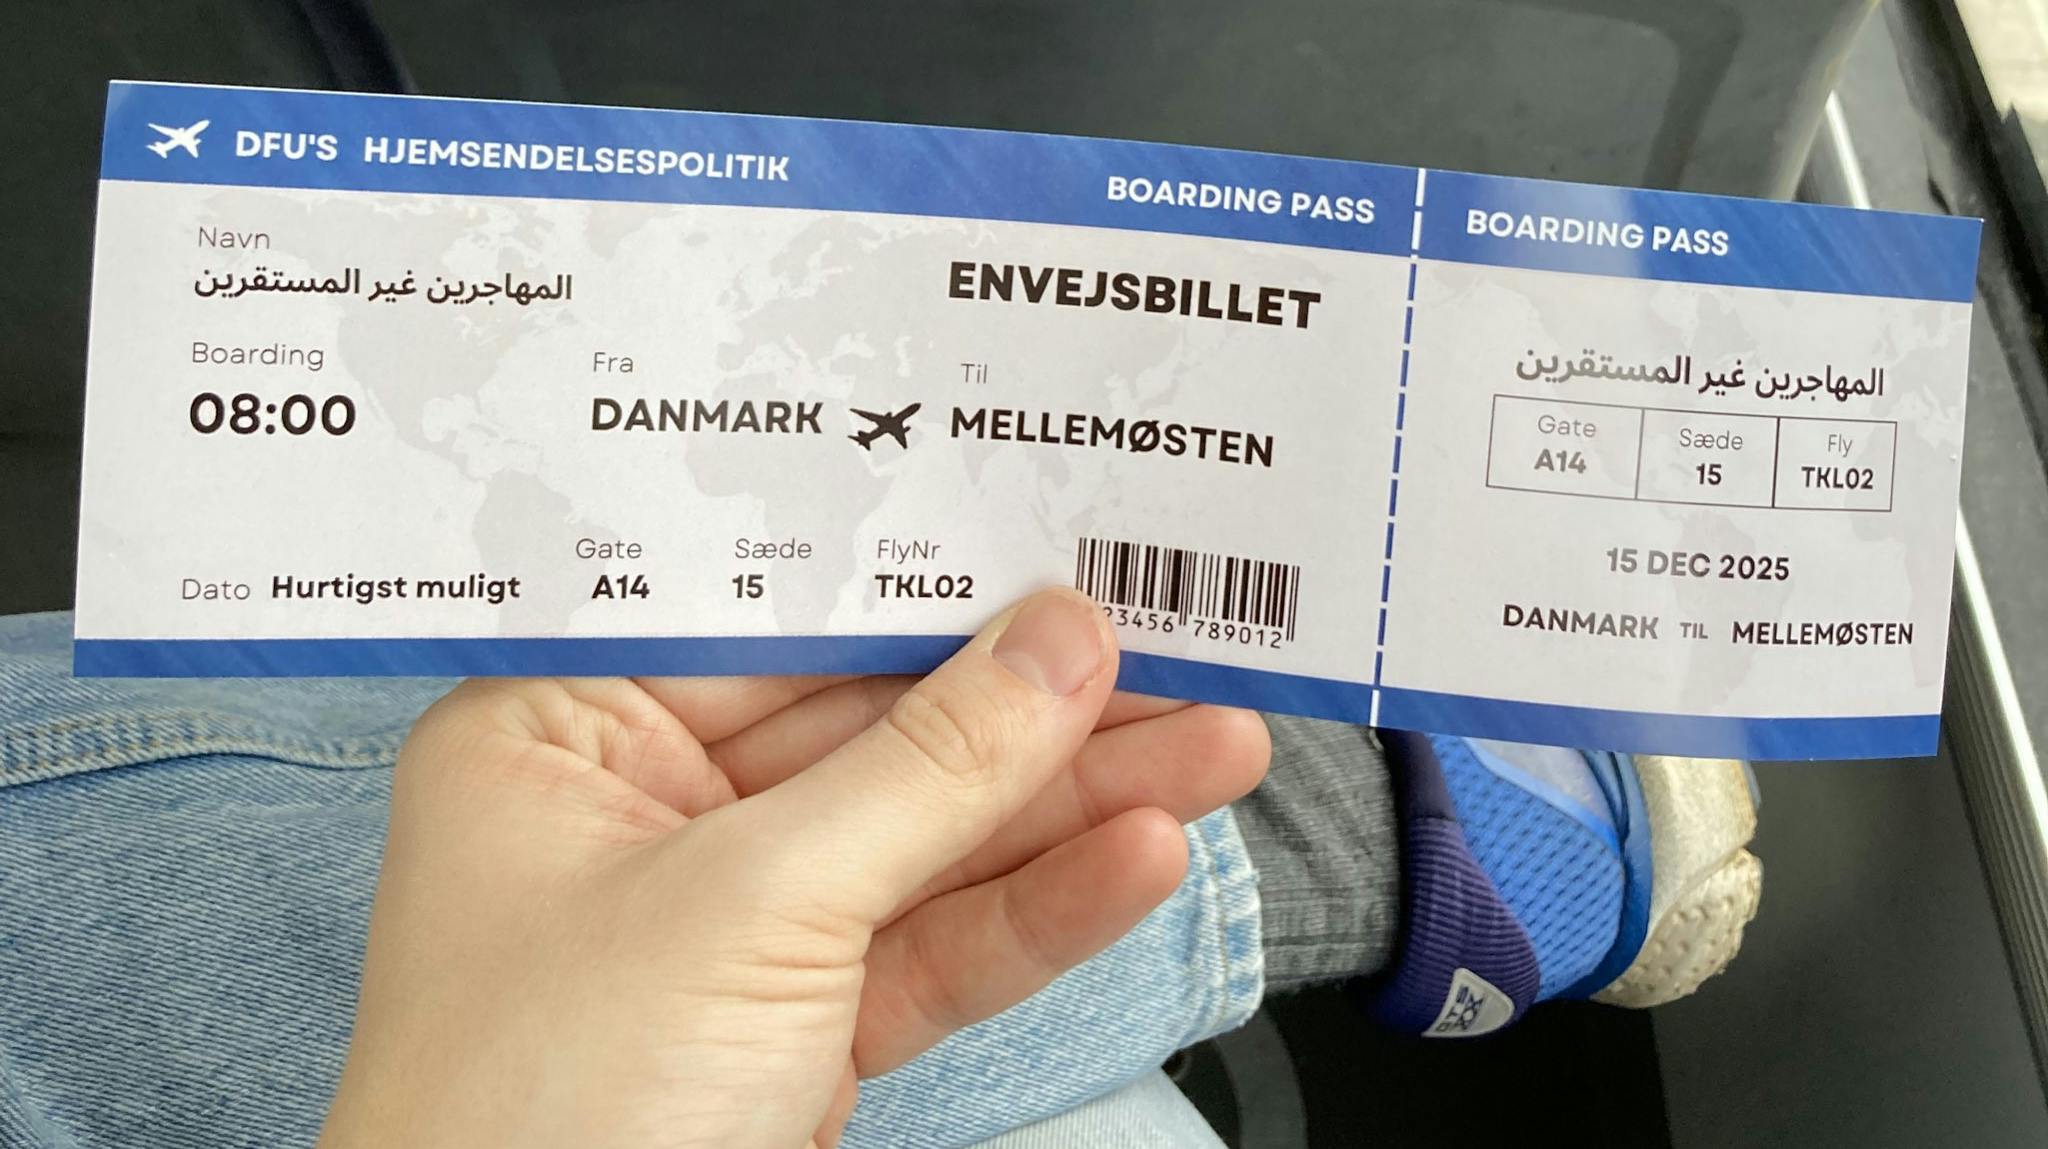 DFU'S HJEMSENDELSESPOLITIK
BOARDING PASS
Navn
المهاجرين غير المستقرين
ENVEJSBILLET
Boarding
08:00
Fra
DANMARK
Til
MELLEMØSTEN
Dato Hurtigst muligt
Gate
A14
Sæde
15
FlyNr
TKL02
23456 789012
BOARDING PASS
المهاجرين غير المستقرين
Gate
A14
Sæde
15
Fly
TKL02
15 DEC 2025
DANMARK TIL MELLEMØSTEN